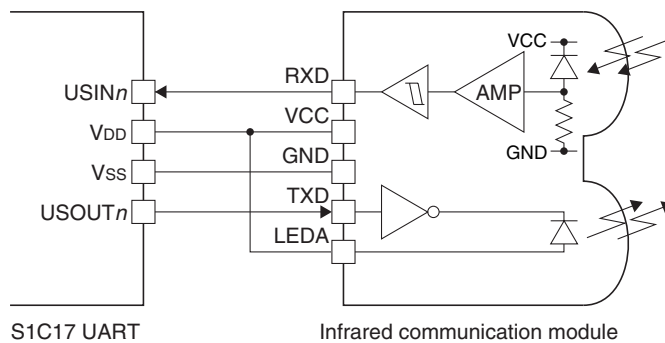 USINn
VDD
VSS
USOUTn
RXD
VCC
GND
TXD
LEDA
AMP
VCC
GND
S1C17 UART
Infrared communication module